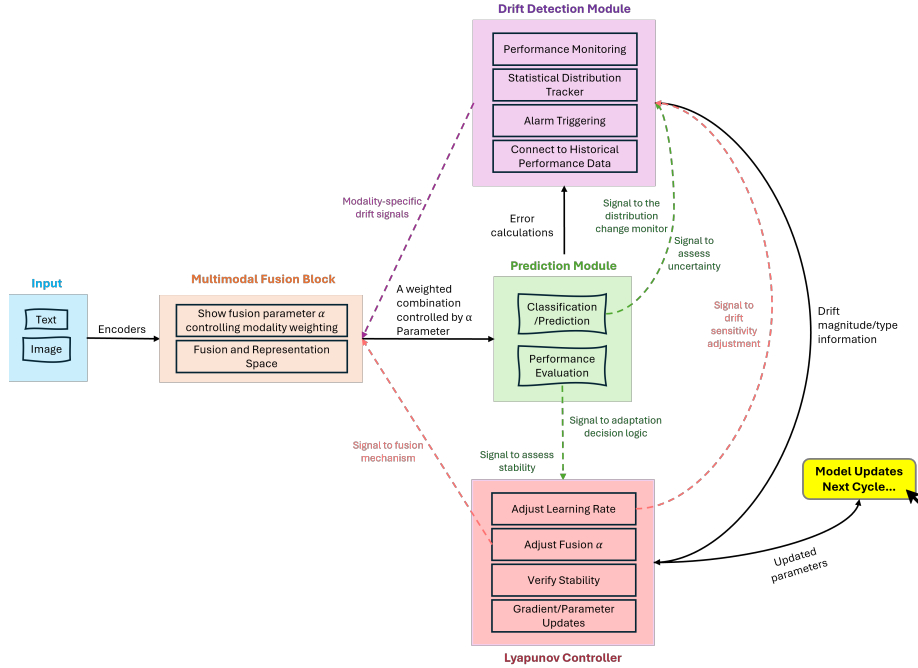 Drift Detection Module
Performance Monitoring
Statistical Distribution
Tracker
Alarm Triggering
Connect to Historical
Performance Data
Modality-specific
drift signals
Error
calculations
Signal to the
distribution
change monitor
Signal to
assess
uncertainty
Input
Text
Image
Encoders
Multimodal Fusion Block
Show fusion parameter α
controlling modality weighting
Fusion and Representation
Space
A weighted
combination
controlled by α
Parameter
Prediction Module
Classification
/Prediction
Performance
Evaluation
Signal to
drift
sensitivity
adjustment
Drift
magnitude/type
information
Signal to fusion
mechanism
Signal to adaptation
decision logic
Signal to assess
stability
Adjust Learning Rate
Adjust Fusion α
Verify Stability
Gradient/Parameter
Updates
Lyapunov Controller
Model Updates
Next Cycle...
Updated
parameters